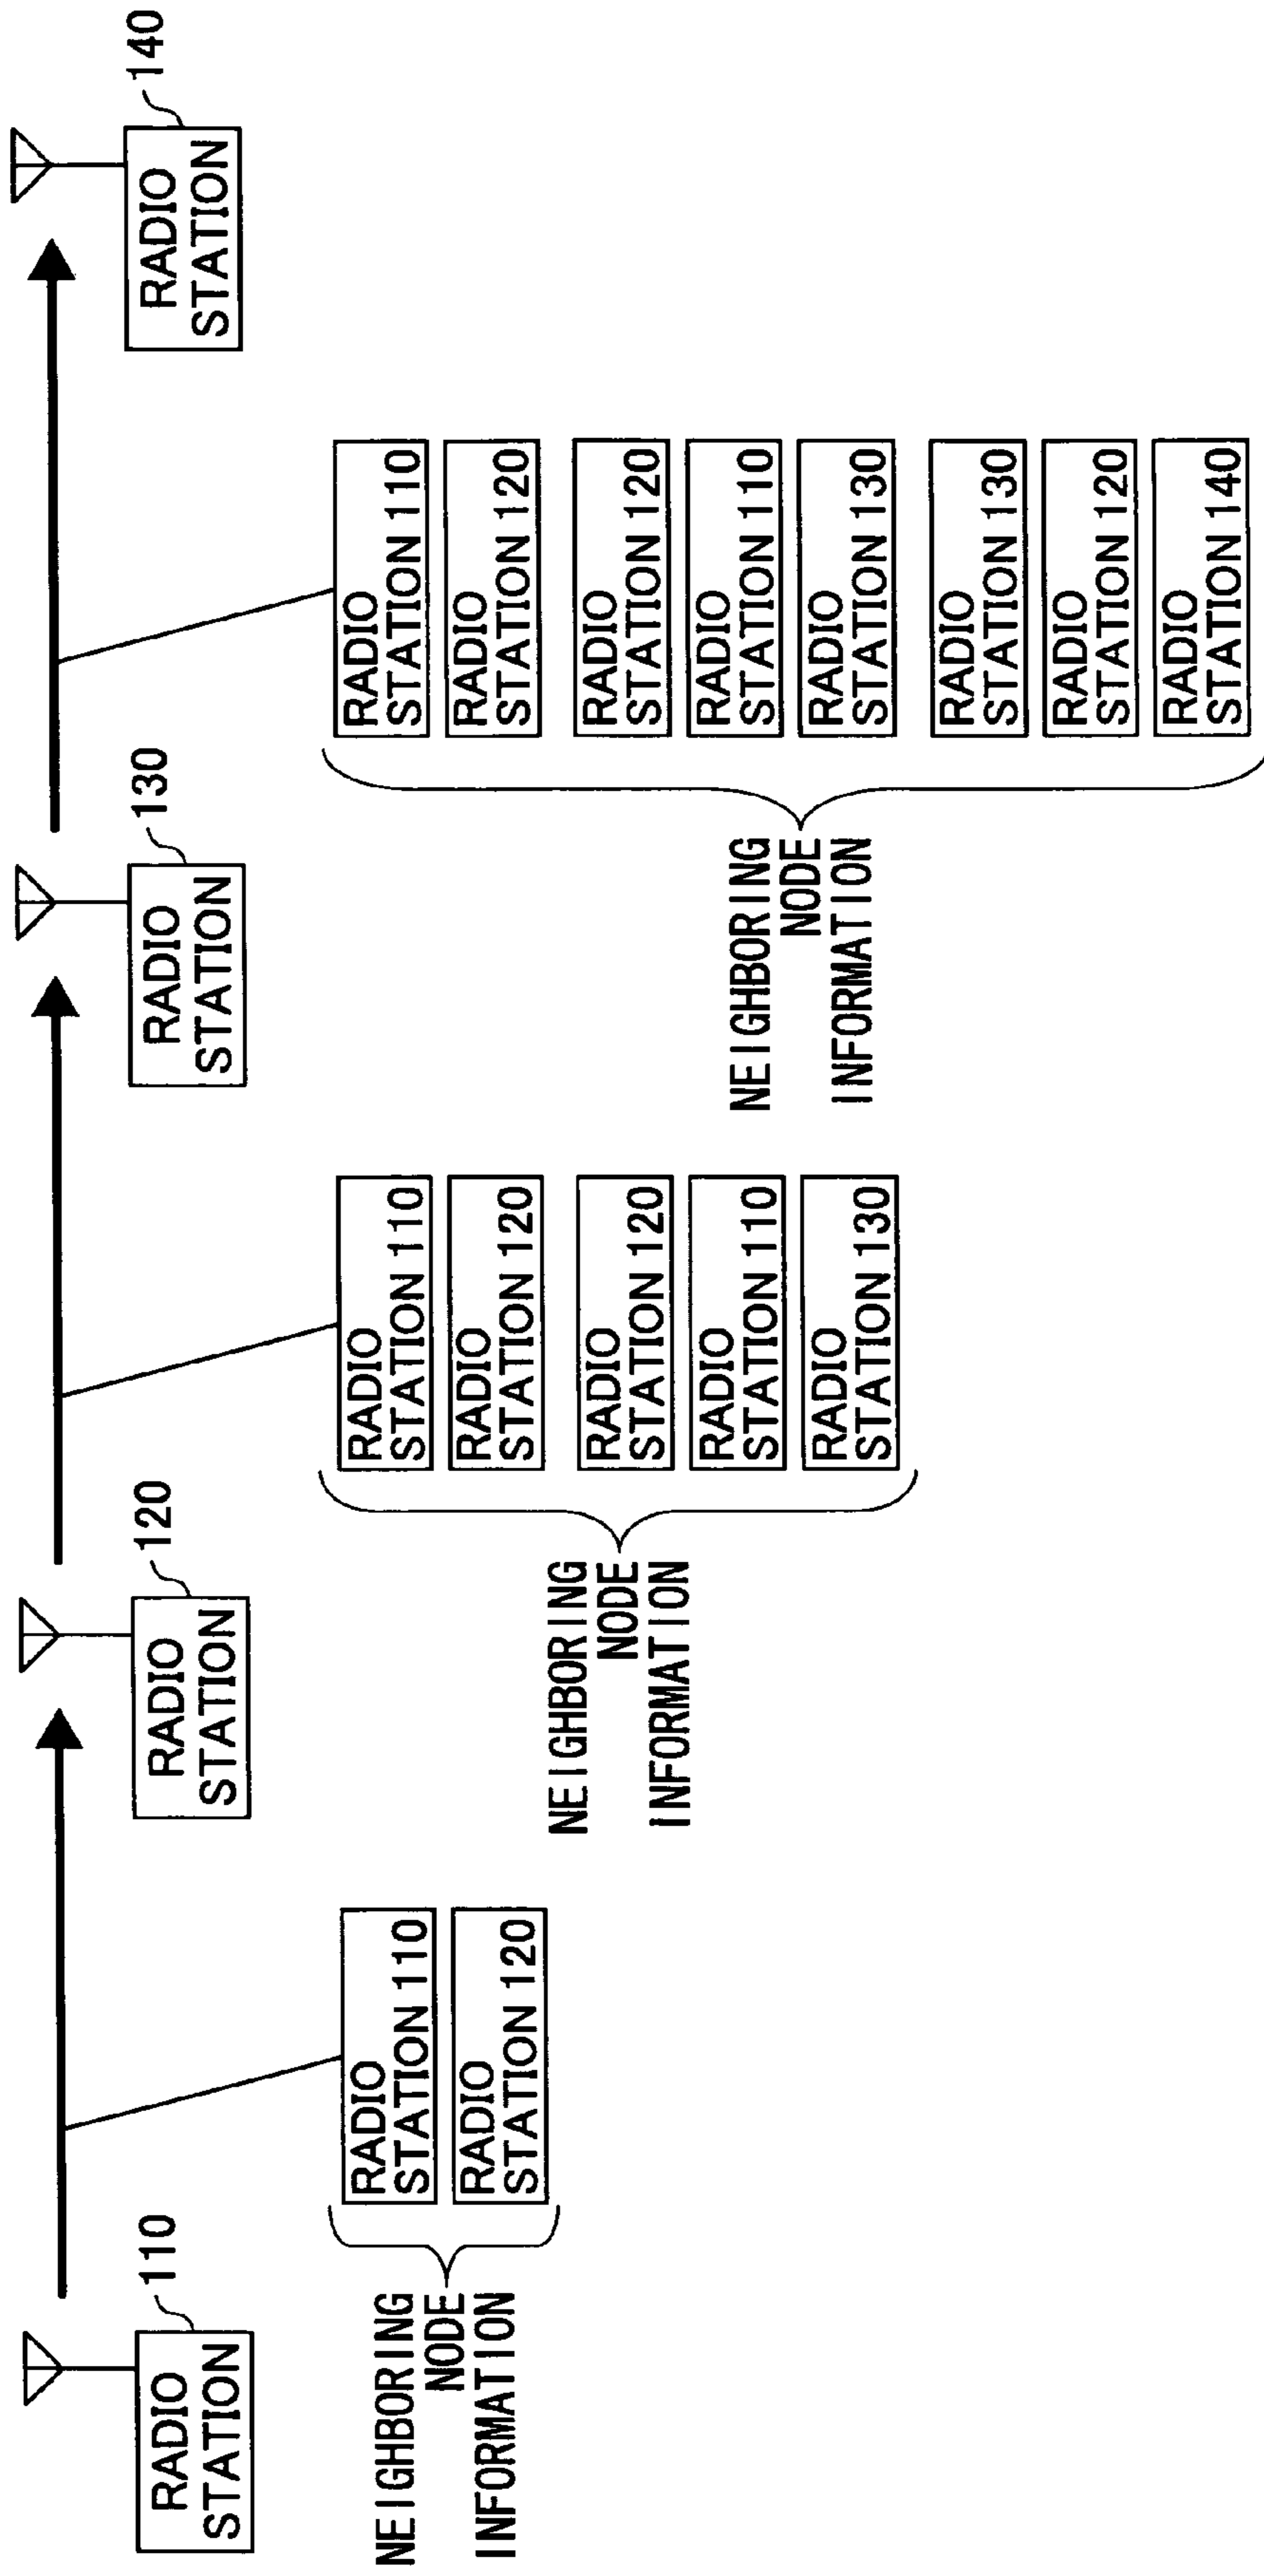 RADIO
STATION
110
RADIO
STATION
120
RADIO
STATION
130
RADIO
STATION
140
NEIGHBORING
NODE
INFORMATION
RADIO
STATION 110
RADIO
STATION 120
NEIGHBORING
NODE
INFORMATION
RADIO
STATION 110
RADIO
STATION 120
RADIO
STATION 120
RADIO
STATION 110
RADIO
STATION 130
NEIGHBORING
NODE
INFORMATION
RADIO
STATION 110
RADIO
STATION 120
RADIO
STATION 120
RADIO
STATION 110
RADIO
STATION 130
RADIO
STATION 130
RADIO
STATION 120
RADIO
STATION 140